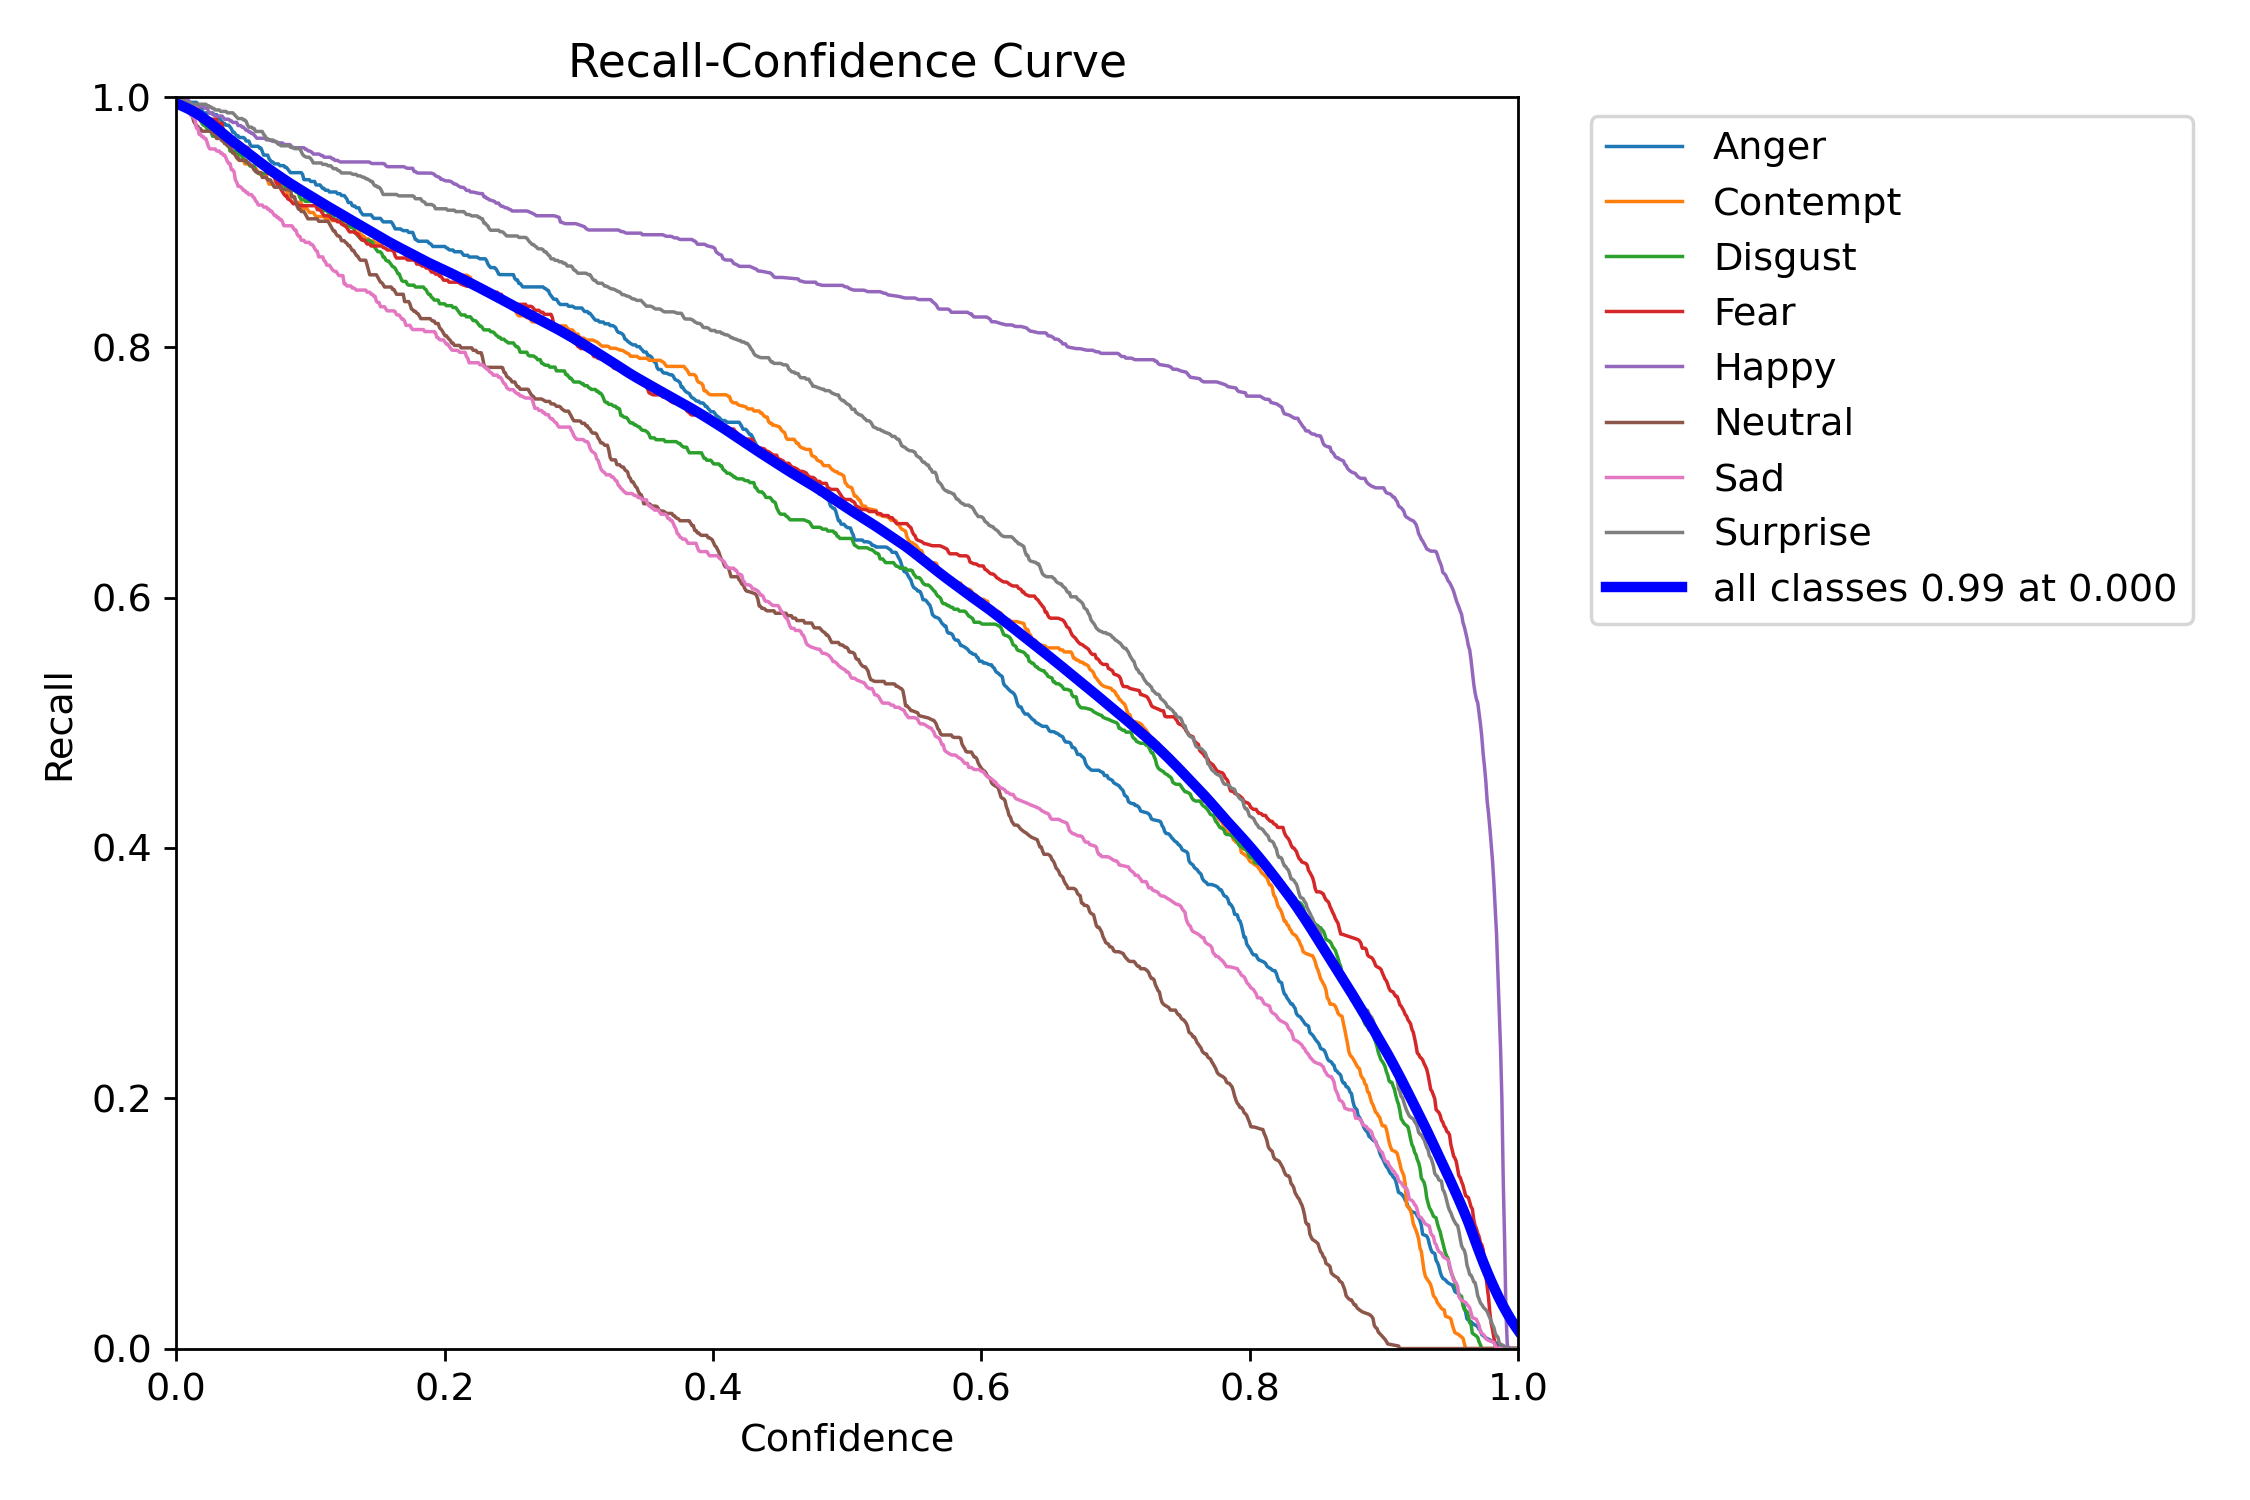 Recall-Confidence Curve
1.0
0.8
0.6
0.4
0.2
0.0
Recall
0.0 0.2 0.4 0.6 0.8 1.0
Confidence
Anger
Contempt
Disgust
Fear
Happy
Neutral
Sad
Surprise
all classes 0.99 at 0.000